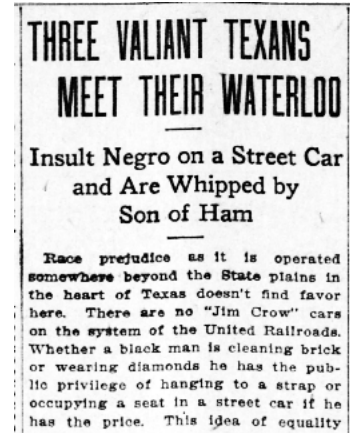 THREE VALIANT TEXANS
MEET THEIR WATERLOO
Insult Negro on a Street Car
and Are Whipped by
Son of Ham
Race prejudice as it is operated
somewhere beyond the State plains in
the heart of Texas doesn't find favor
here. There are no "Jim Crow" cars
on the system of the United Railroads.
Whether a black man is cleaning brick
or wearing diamonds he has the pub-
lic privilege of hanging to a strap or
occupying a seat in a street car if he
has the price. This idea of equality